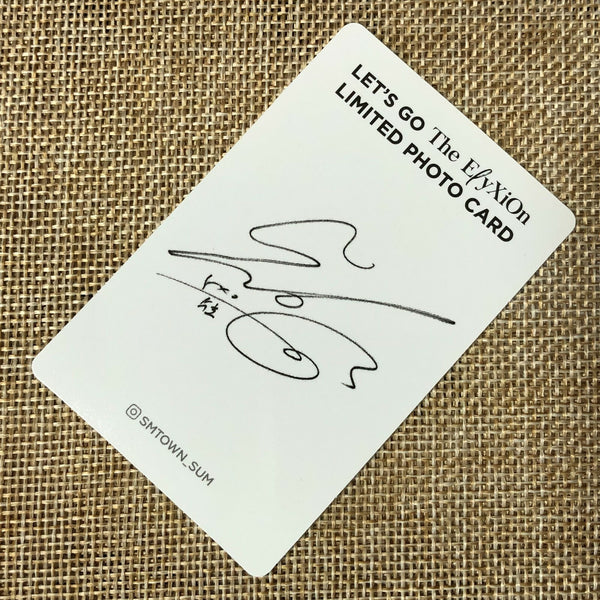 LET'S GO The ElyXiOn
LIMITED PHOTO CARD
SMTOWN_SUM